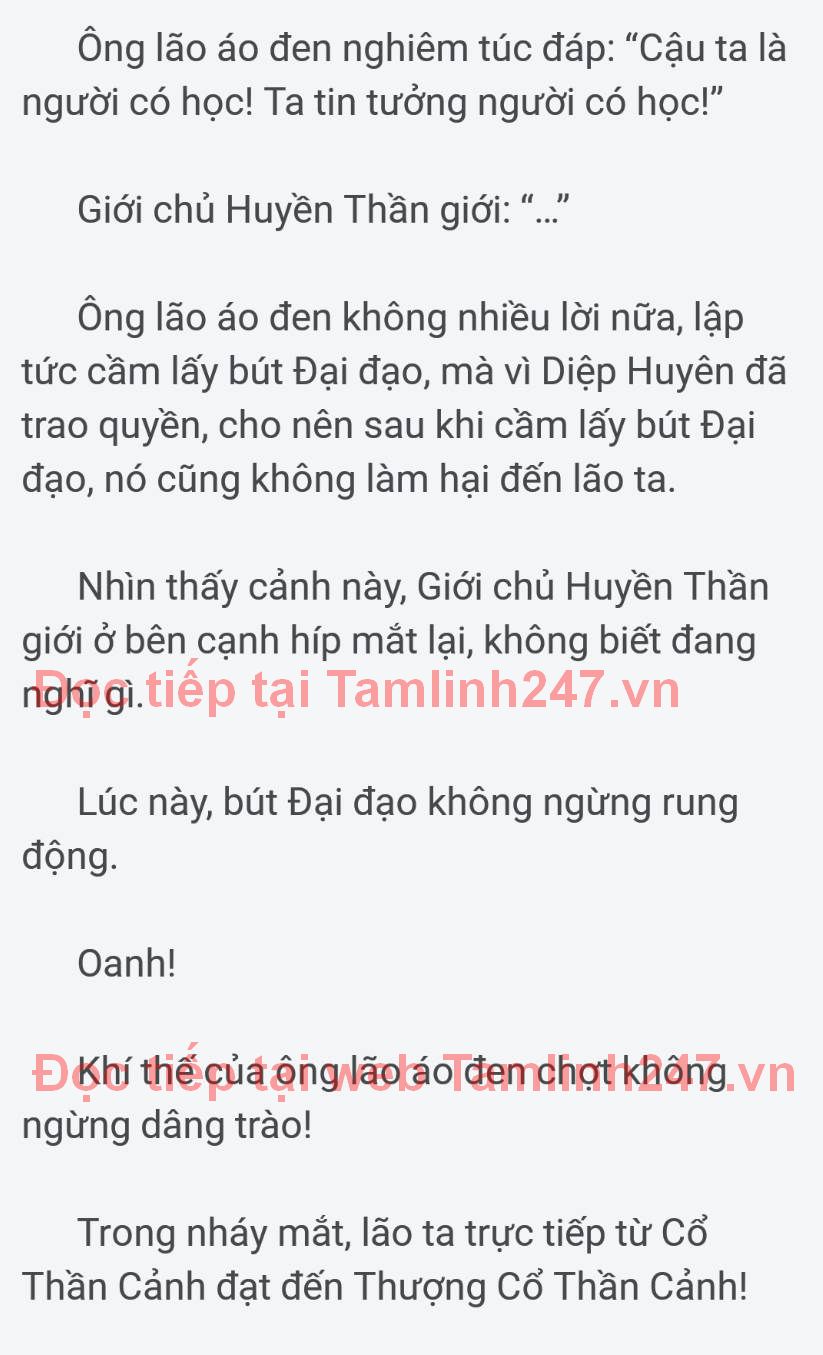 Ông lão áo đen nghiêm túc đáp: “Cậu ta là
người có học! Ta tin tưởng người có học!”
Giới chủ Huyền Thần giới: “...”
Ông lão áo đen không nhiều lời nữa, lập
tức cầm lấy bút Đại đạo, mà vì Diệp Huyên đã
trao quyền, cho nên sau khi cầm lấy bút Đại
đạo, nó cũng không làm hại đến lão ta.
Nhìn thấy cảnh này, Giới chủ Huyền Thần
giới ở bên cạnh híp mắt lại, không biết đang
nghĩ gì.
Đọc tiếp tại Tamlinh247.vn
Lúc này, bút Đại đạo không ngừng rung
động.
Oanh!
Khí thế của ông lão áo đen chợt không
Đọc tiếp tại web Tamlinh247.vn
ngừng dâng trào!
Trong nháy mắt, lão ta trực tiếp từ Cổ
Thần Cảnh đạt đến Thượng Cổ Thần Cảnh!